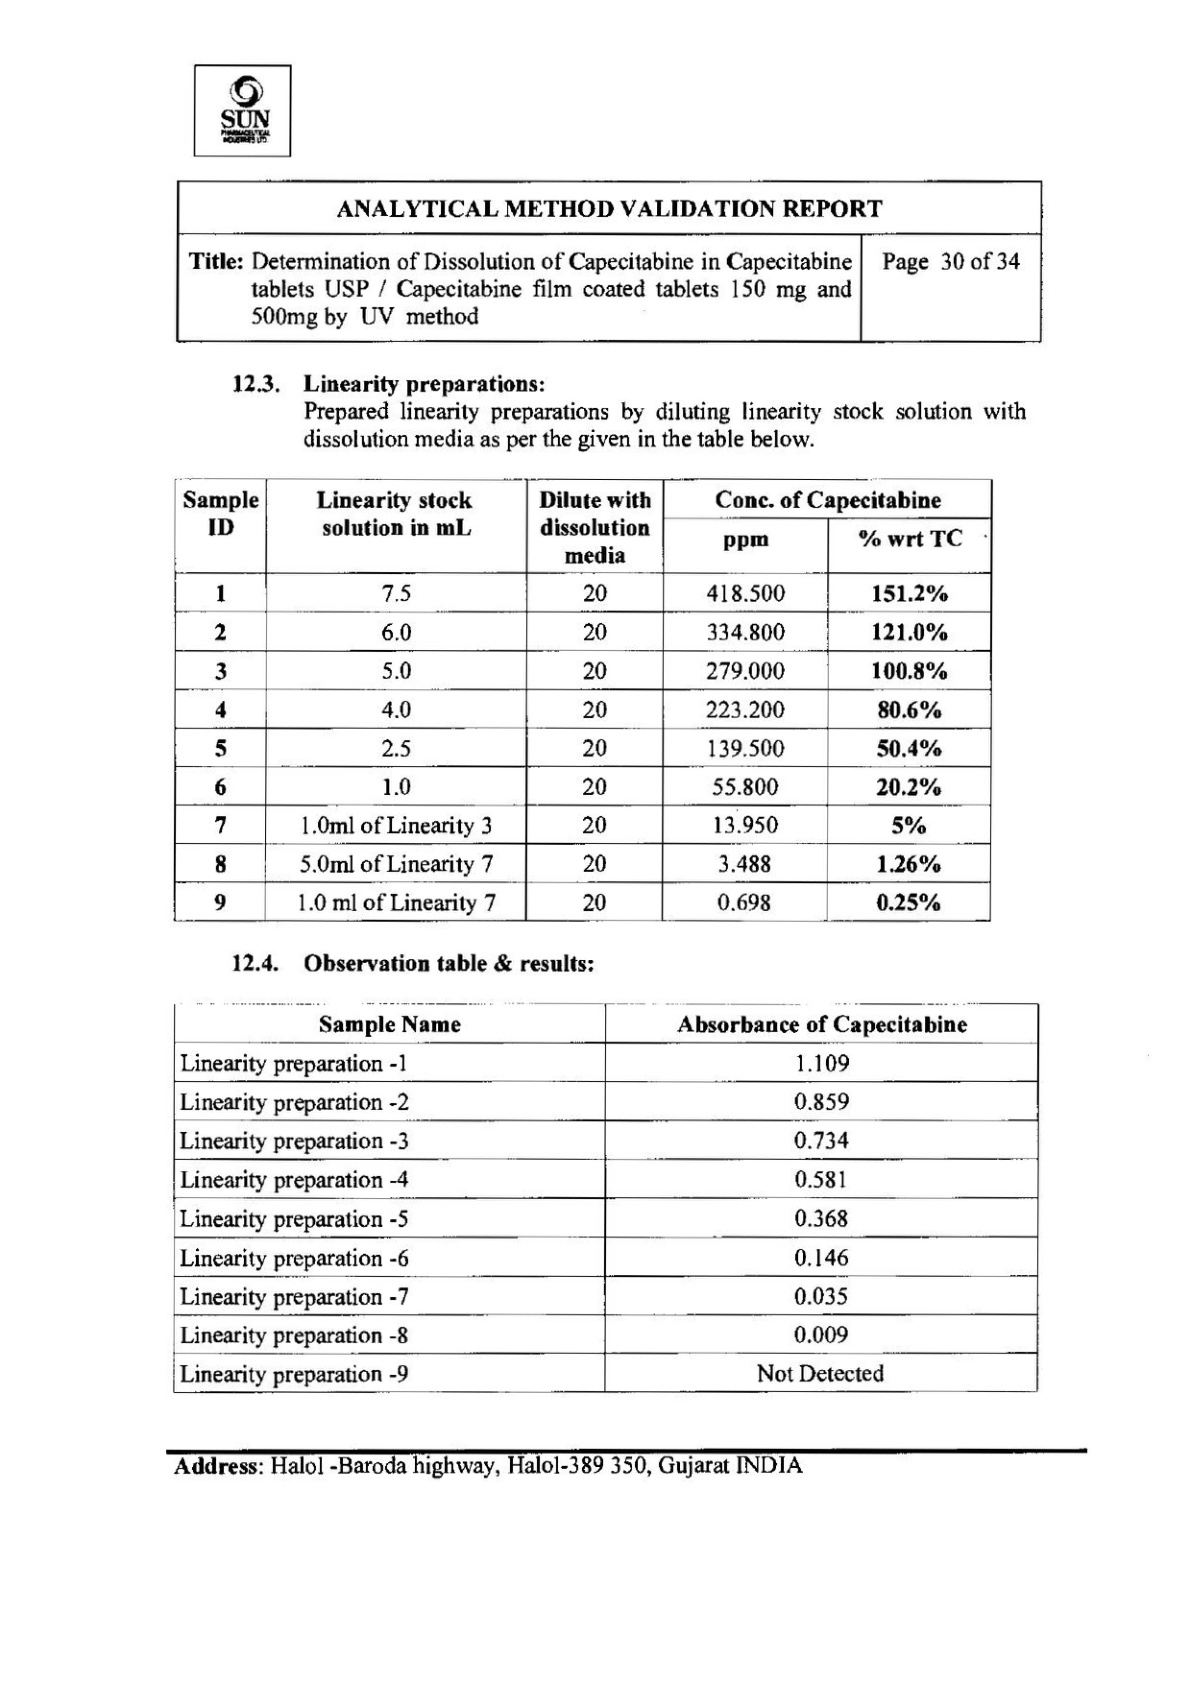 SUN
PHARMACEUTICAL
INDUSTRIES LTD.
ANALYTICAL METHOD VALIDATION REPORT
Title: Determination of Dissolution of Capecitabine in Capecitabine Page 30 of 34
tablets USP / Capecitabine film coated tablets 150 mg and
500mg by UV method
12.3. Linearity preparations:
Prepared linearity preparations by diluting linearity stock solution with
dissolution media as per the given in the table below.
Sample ID | Linearity stock solution in mL | Dilute with dissolution media | Conc. of Capecitabine
ppm | % wrt TC
1 | 7.5 | 20 | 418.500 | 151.2%
2 | 6.0 | 20 | 334.800 | 121.0%
3 | 5.0 | 20 | 279.000 | 100.8%
4 | 4.0 | 20 | 223.200 | 80.6%
5 | 2.5 | 20 | 139.500 | 50.4%
6 | 1.0 | 20 | 55.800 | 20.2%
7 | 1.0ml of Linearity 3 | 20 | 13.950 | 5%
8 | 5.0ml of Linearity 7 | 20 | 3.488 | 1.26%
9 | 1.0 ml of Linearity 7 | 20 | 0.698 | 0.25%
12.4. Observation table & results:
Sample Name | Absorbance of Capecitabine
Linearity preparation -1 | 1.109
Linearity preparation -2 | 0.859
Linearity preparation -3 | 0.734
Linearity preparation -4 | 0.581
Linearity preparation -5 | 0.368
Linearity preparation -6 | 0.146
Linearity preparation -7 | 0.035
Linearity preparation -8 | 0.009
Linearity preparation -9 | Not Detected
Address: Halol -Baroda highway, Halol-389 350, Gujarat INDIA